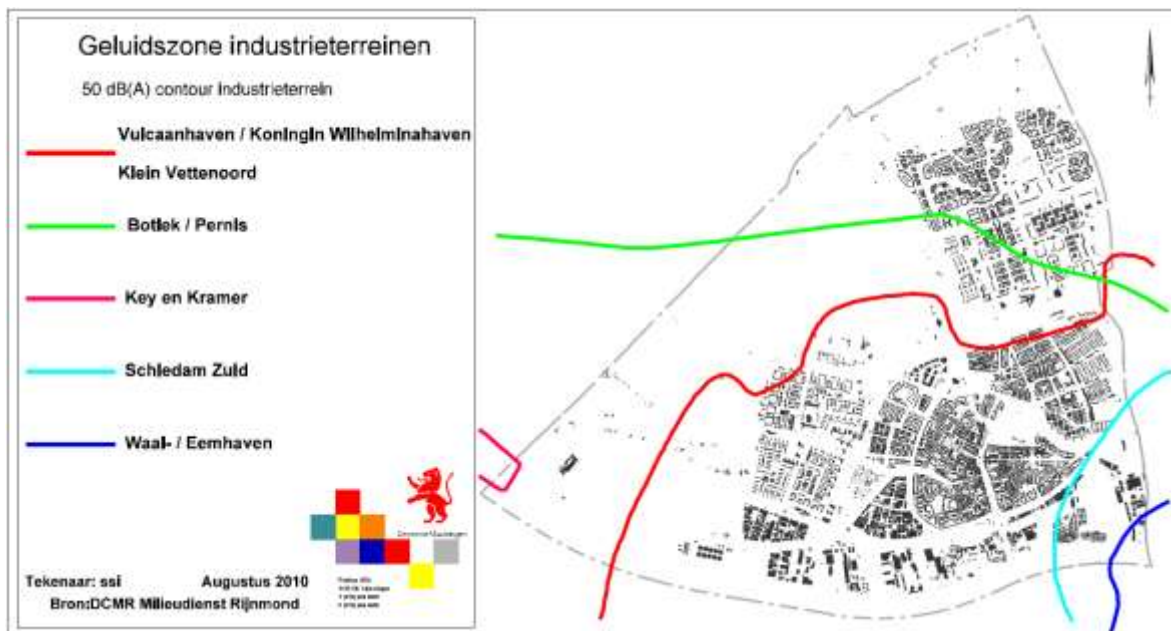 Geluidszone industrieterreinen
50 dB(A) contour industrieterrein
Vulcaanhaven / Koningin Wilhelminahaven
Klein Vettenoord
Botlek / Pernis
Key en Kramer
Schiedam Zuid
Waal- / Eemhaven
Tekenaar: ssi Augustus 2010
Bron:DCMR Milieudienst Rijnmond